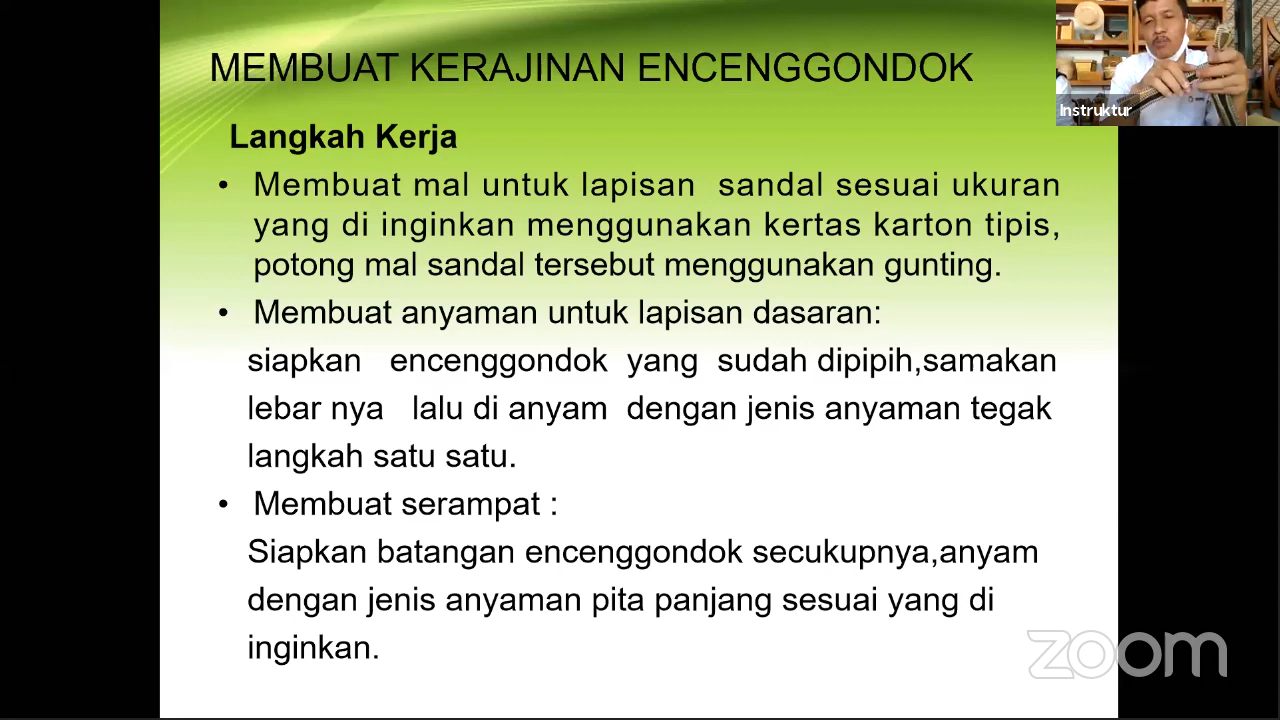 MEMBUAT KERAJINAN ENCENGGONDOK
Instruktur
Langkah Kerja
• Membuat mal untuk lapisan sandal sesuai ukuran
yang di inginkan menggunakan kertas karton tipis,
potong mal sandal tersebut menggunakan gunting.
• Membuat anyaman untuk lapisan dasaran:
siapkan encenggondok yang sudah dipipih,samakan
lebar nya lalu di anyam dengan jenis anyaman tegak
langkah satu satu.
• Membuat serampat :
Siapkan batangan encenggondok secukupnya,anyam
dengan jenis anyaman pita panjang sesuai yang di
inginkan.
zoom